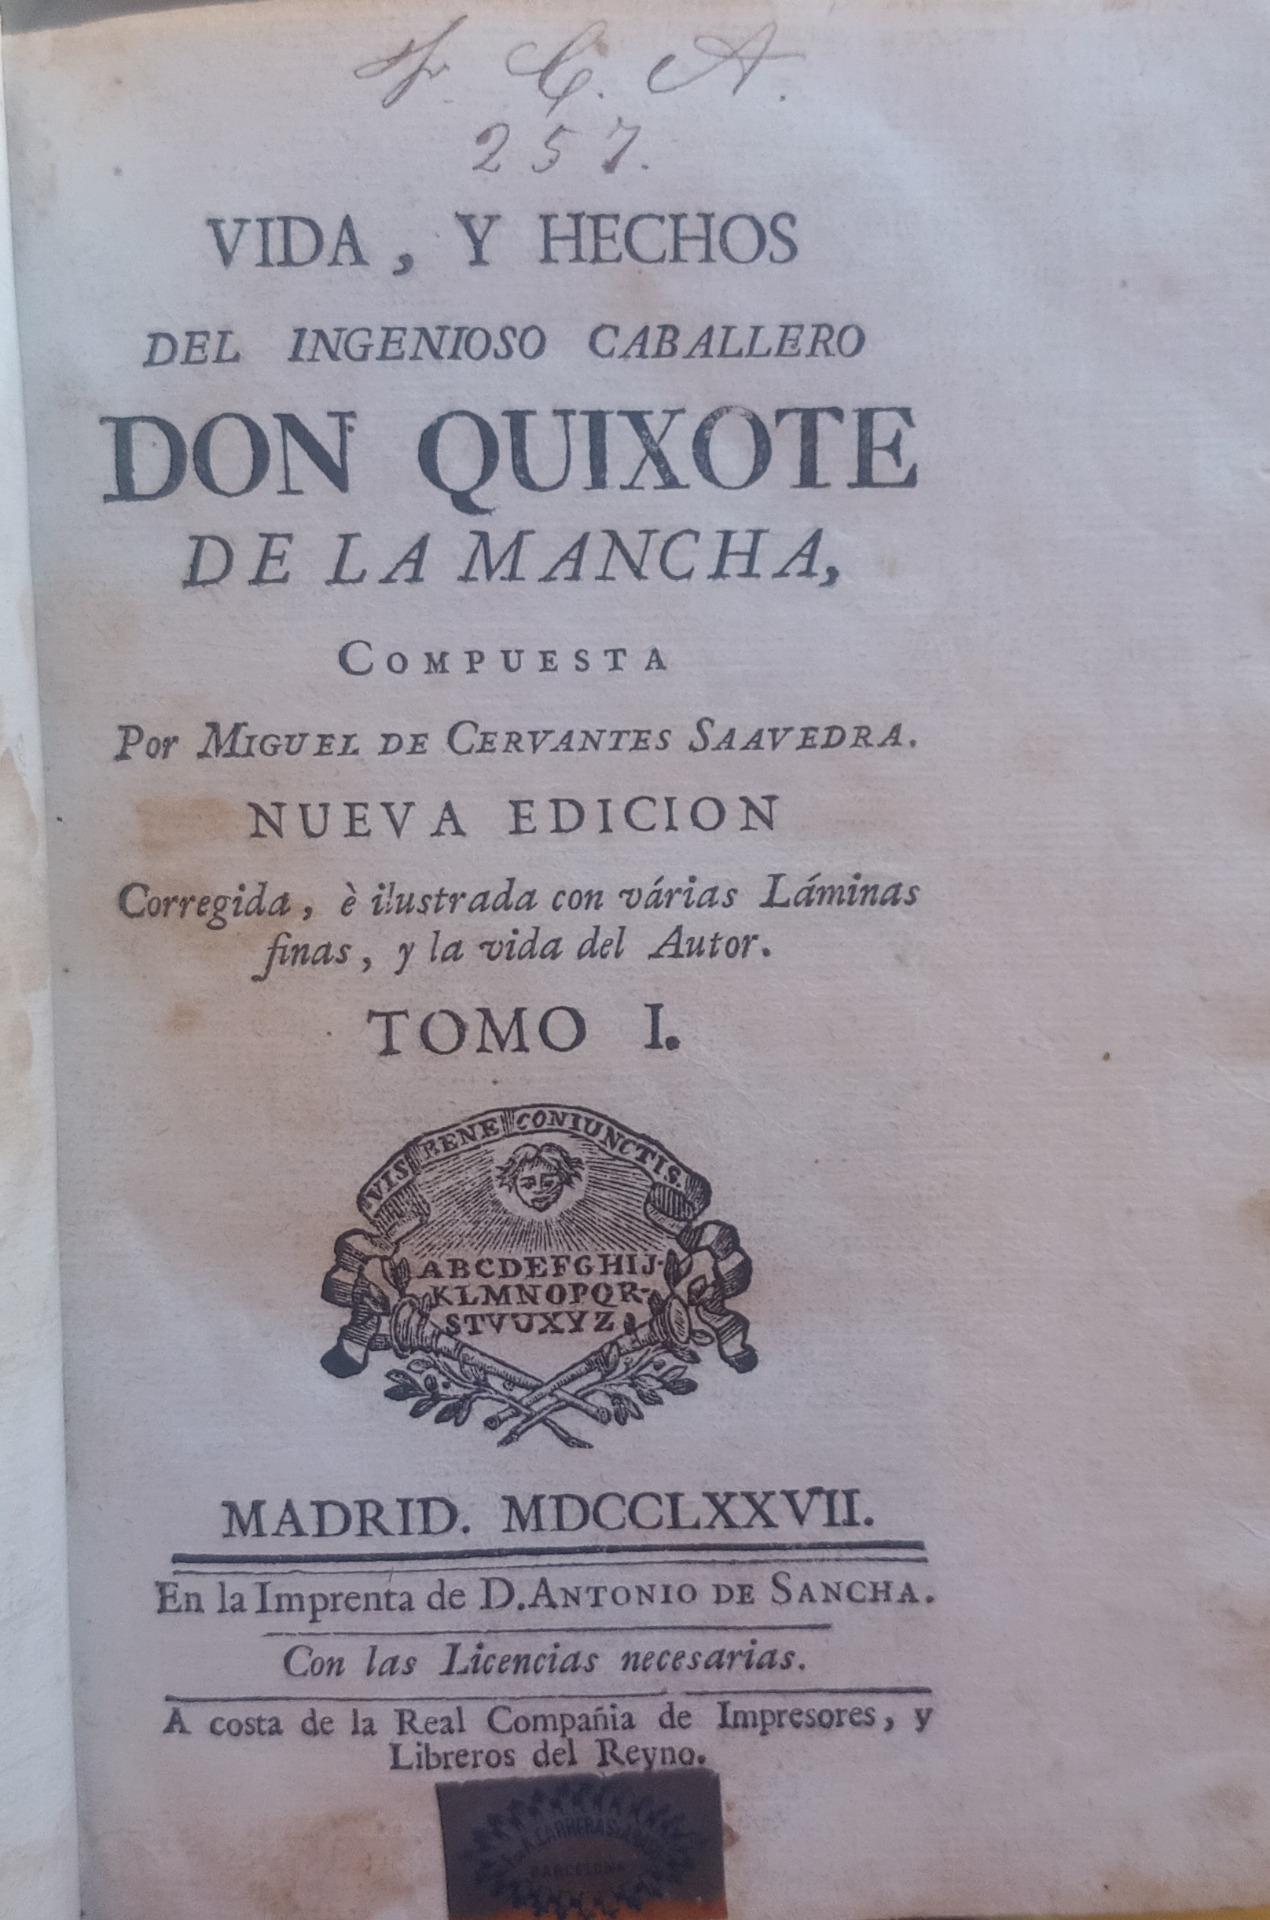 C. A.
257.
VIDA, Y HECHOS
DEL INGENIOSO CABALLERO
DON QUIXOTE
DE LA MANCHA,
COMPUESTA
Por MIGUEL DE CERVANTES SAAVEDRA.
NUEVA EDICION
Corregida, è ilustrada con várias Láminas
finas, y la vida del Autor.
TOMO I.
VIS BENE CONIUNCTIS.
ABCDEFGHIJ-
KLMNOPQR-
STVUXYZ
MADRID. MDCCLXXVII.
En la Imprenta de D. ANTONIO DE SANCHA.
Con las Licencias necesarias.
A costa de la Real Compañia de Impresores, y
Libreros del Reyno.
CARRERAS
BARCELONA